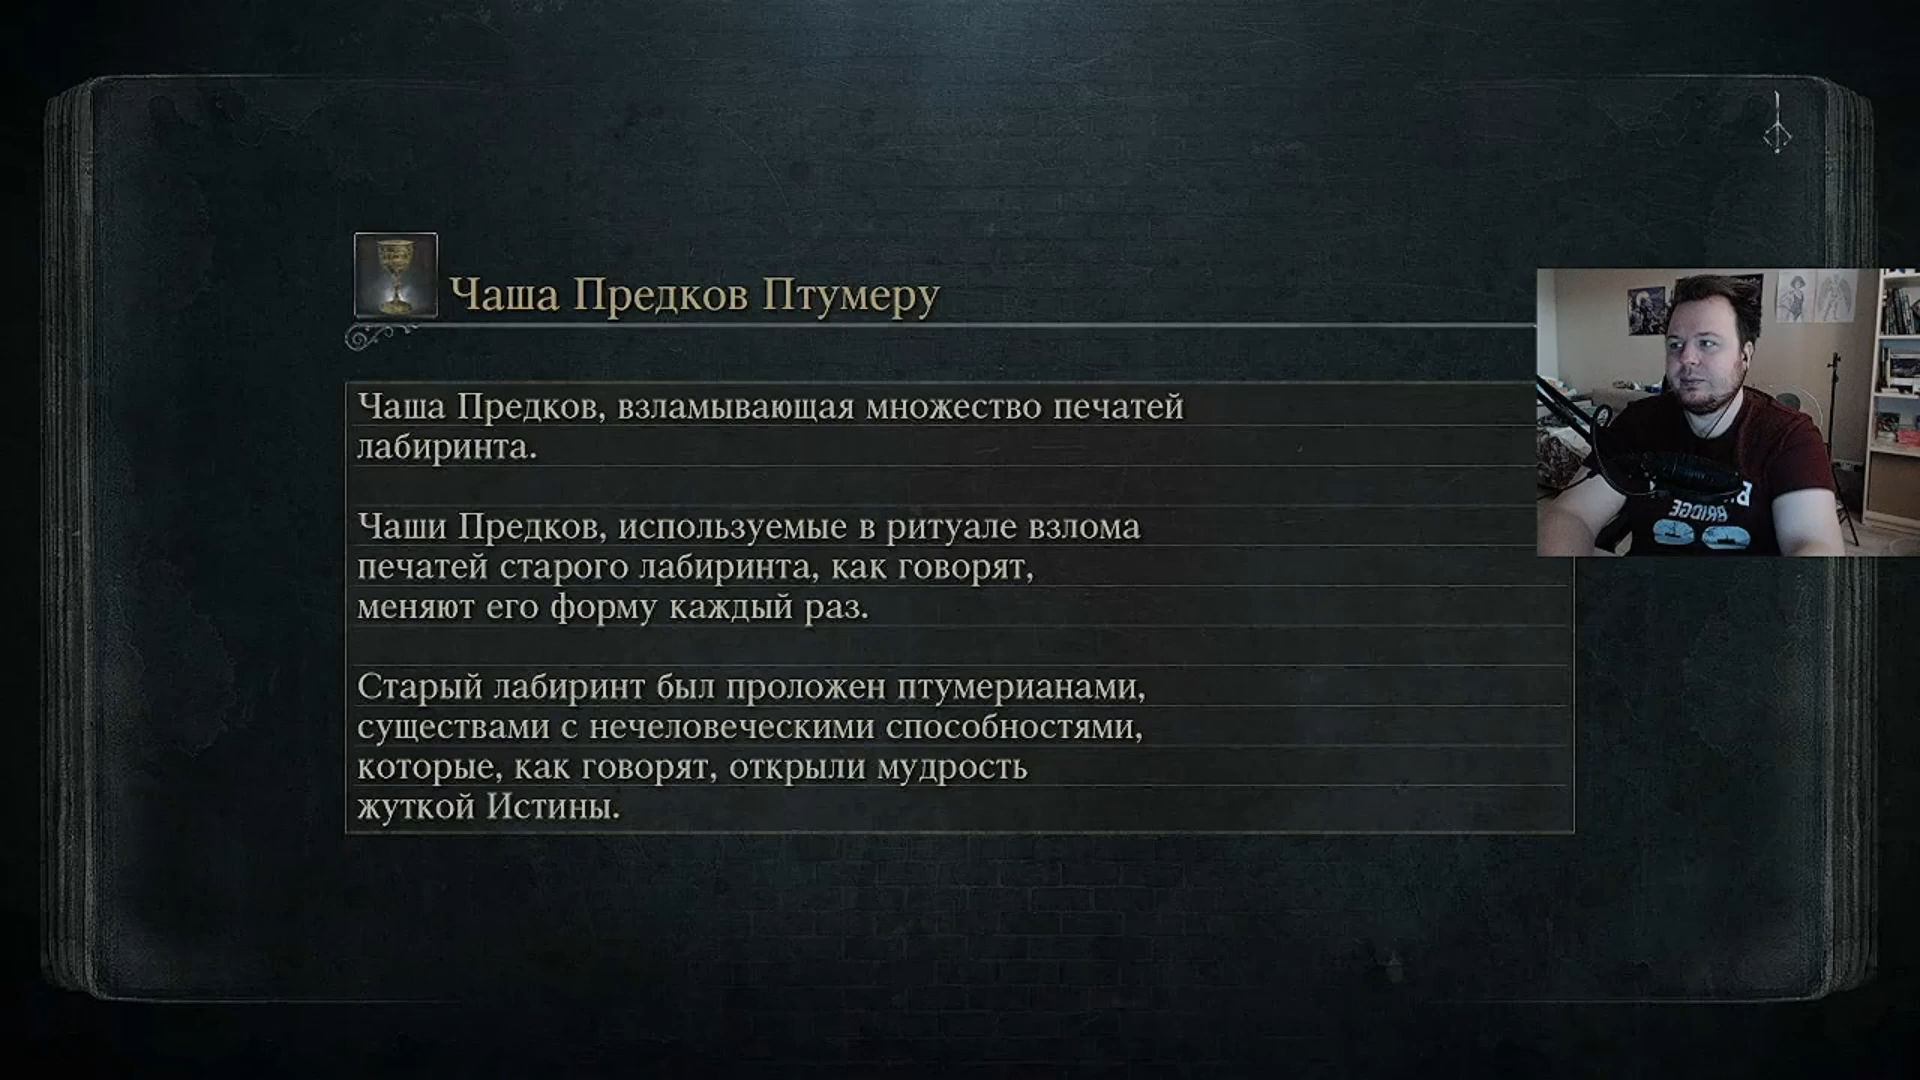 Чаша Предков Птумеру
Чаша Предков, взламывающая множество печатей
лабиринта.
Чаши Предков, используемые в ритуале взлома
печатей старого лабиринта, как говорят,
меняют его форму каждый раз.
Старый лабиринт был проложен птумерианами,
существами с нечеловеческими способностями,
которые, как говорят, открыли мудрость
жуткой Истины.
BRIDGE